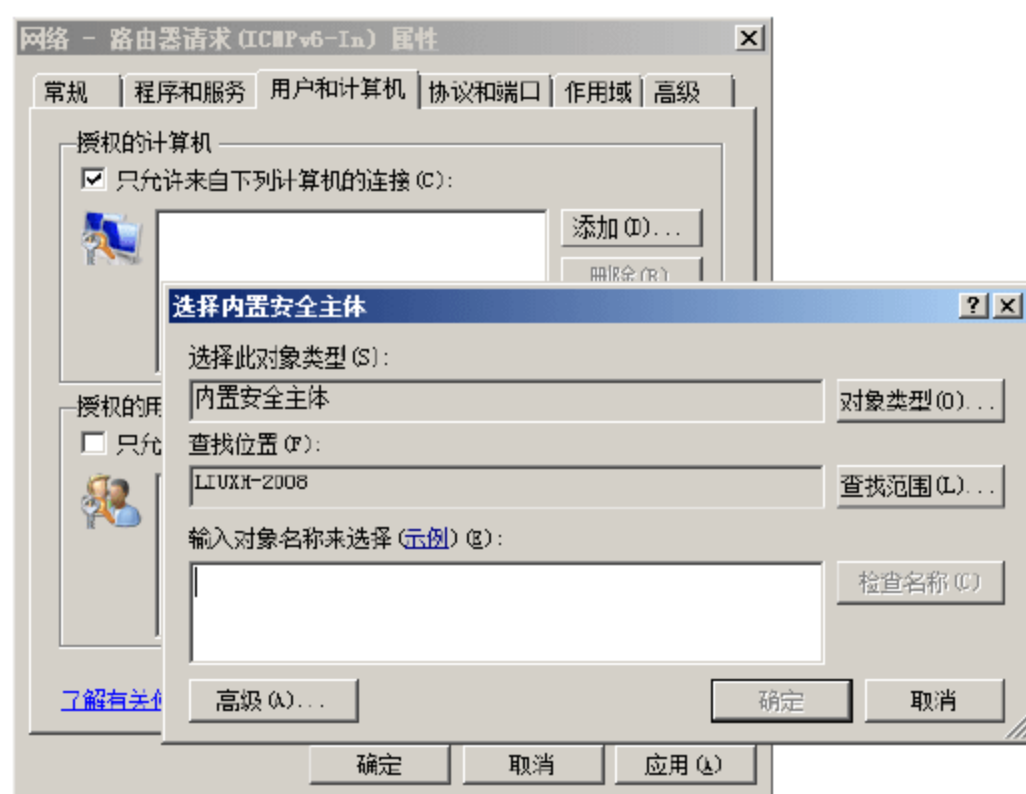 网络 - 路由器请求(ICMPv6-In) 属性
常规 程序和服务 用户和计算机 协议和端口 作用域 高级
授权的计算机
只允许来自下列计算机的连接(C):
添加(D)...
删除(R)
选择内置安全主体
选择此对象类型(S):
内置安全主体
对象类型(O)...
授权的用
只允
查找位置(F):
LIUXH-2008
查找范围(L)...
输入对象名称来选择(示例)(E):
检查名称(C)
了解有关
高级(A)...
确定
取消
确定
取消
应用(A)